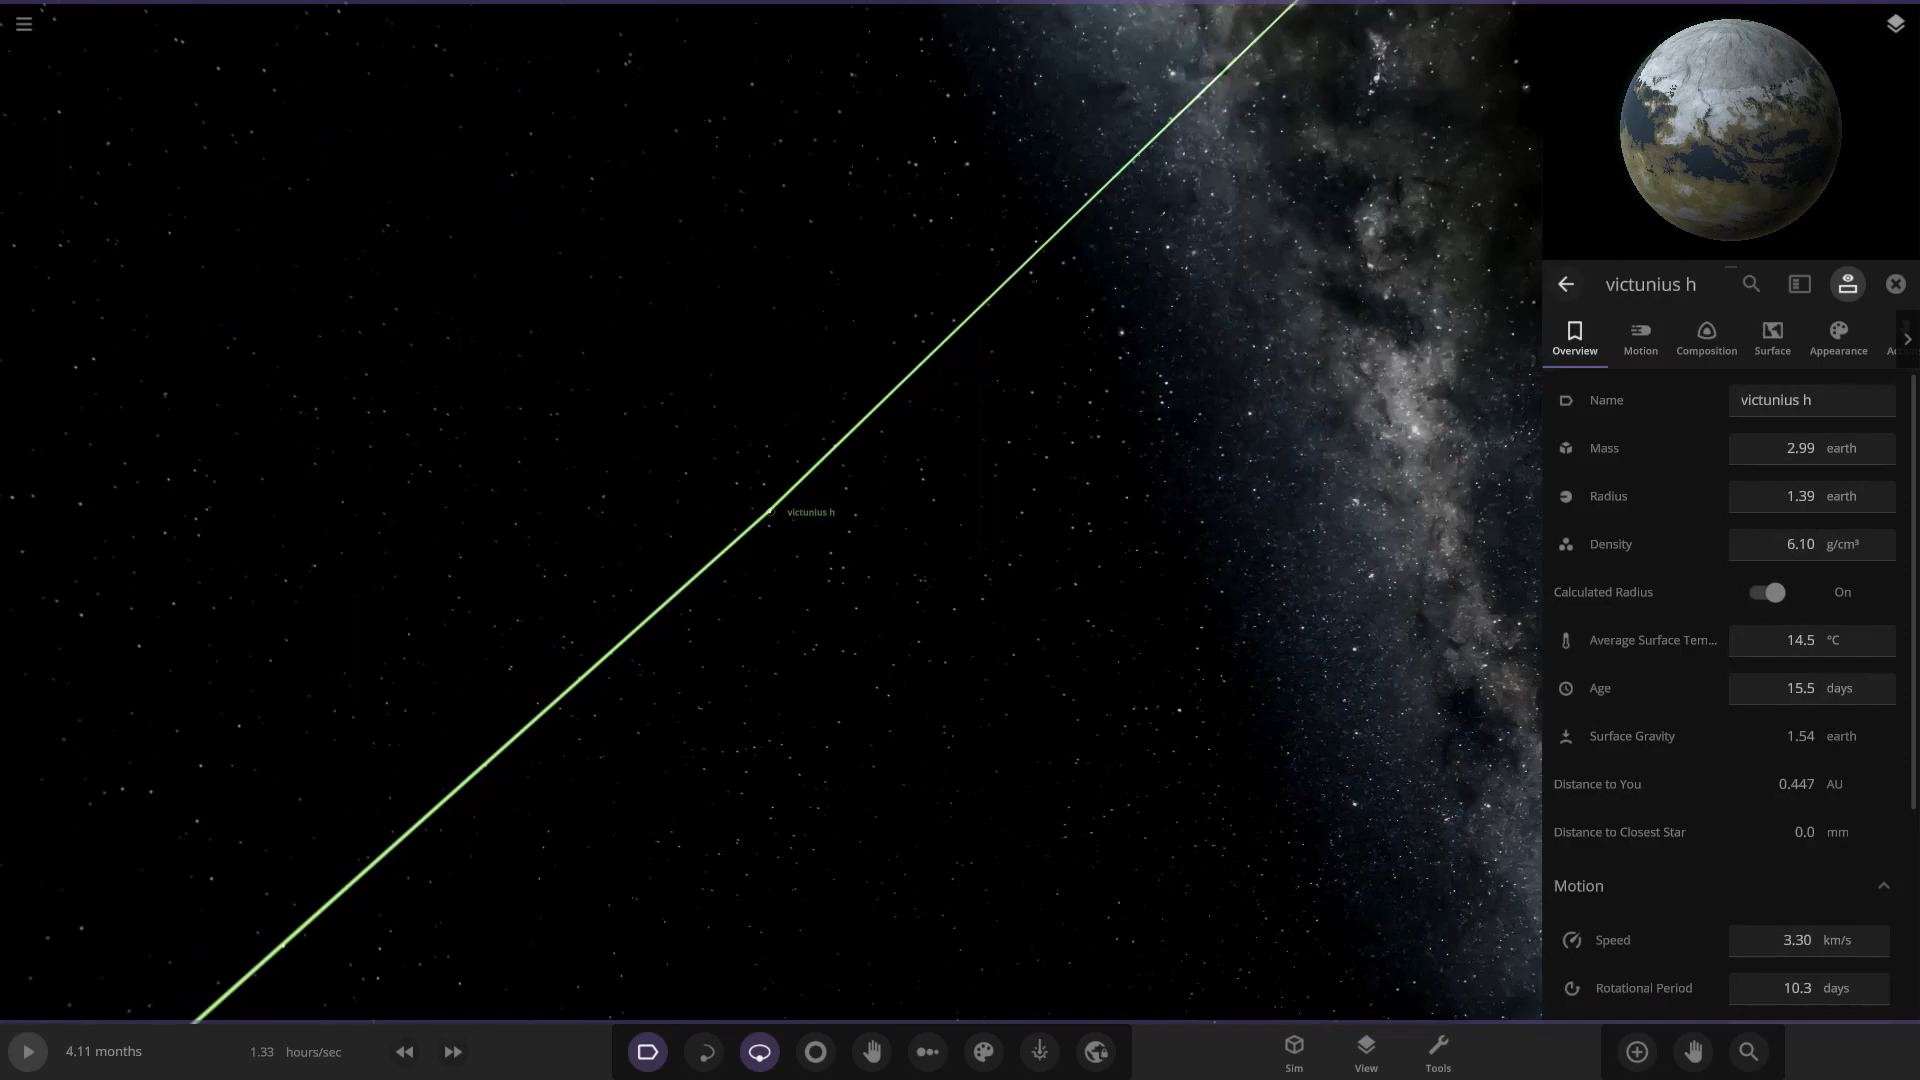 victunius h
victunius h
Overview
Motion
Composition
Surface
Appearance
Name victunius h
Mass 2.99 earth
Radius 1.39 earth
Density 6.10 g/cm³
Calculated Radius On
Average Surface Tem... 14.5 °C
Age 15.5 days
Surface Gravity 1.54 earth
Distance to You 0.447 AU
Distance to Closest Star 0.0 mm
Motion
Speed 3.30 km/s
Rotational Period 10.3 days
4.11 months
1.33 hours/sec
Sim
View
Tools